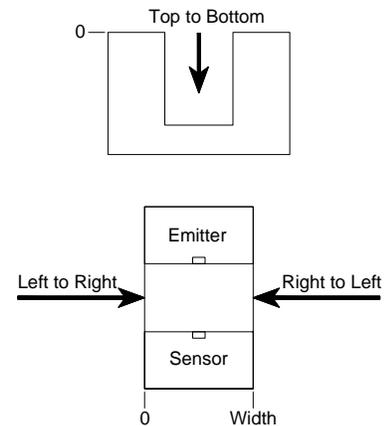 Top to Bottom
0
Emitter
Left to Right
Right to Left
Sensor
0
Width